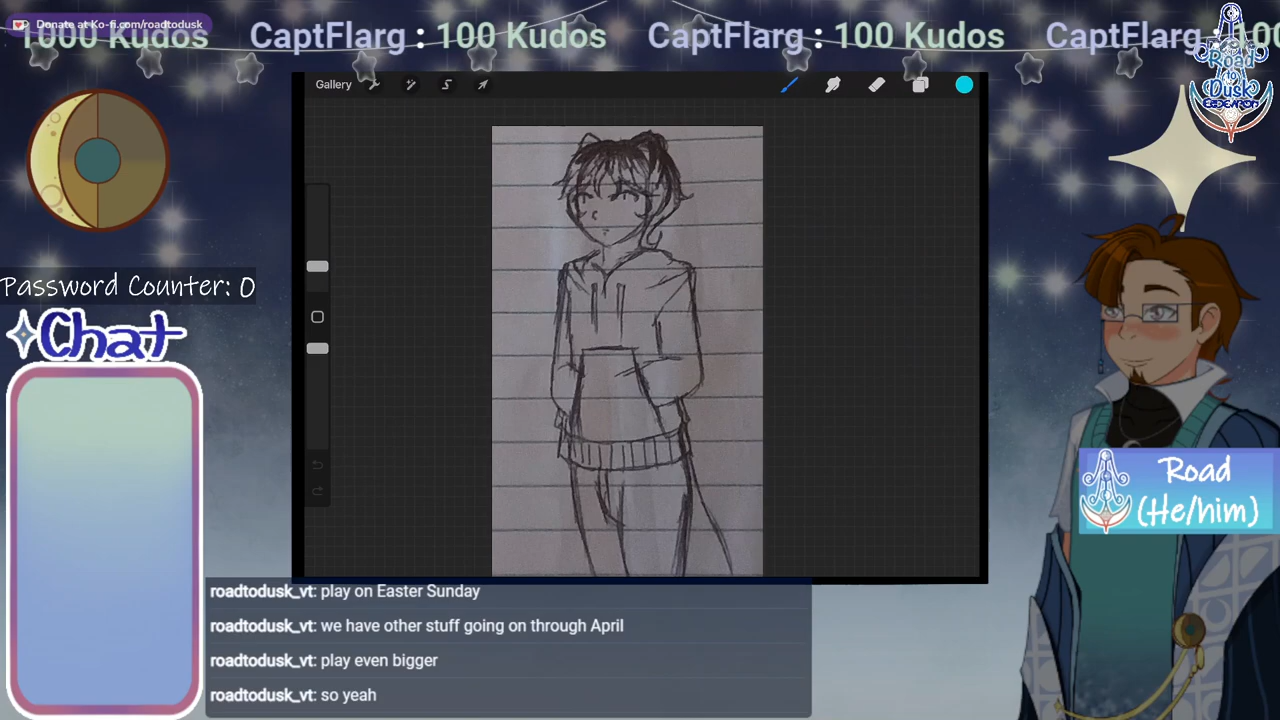 Donate at Ko-fi.com/roadtodusk
1000 Kudos CaptFlarg : 100 Kudos CaptFlarg : 100 Kudos CaptFlarg : 100
Road
to
Dusk
Gallery
Password Counter: 0
Chat
Road
(He/him)
roadtodusk_vt: play on Easter Sunday
roadtodusk_vt: we have other stuff going on through April
roadtodusk_vt: play even bigger
roadtodusk_vt: so yeah